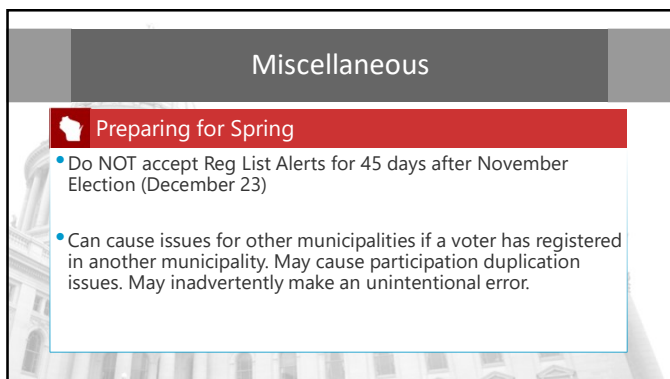 Miscellaneous
Preparing for Spring
• Do NOT accept Reg List Alerts for 45 days after November
Election (December 23)
• Can cause issues for other municipalities if a voter has registered
in another municipality. May cause participation duplication
issues. May inadvertently make an unintentional error.